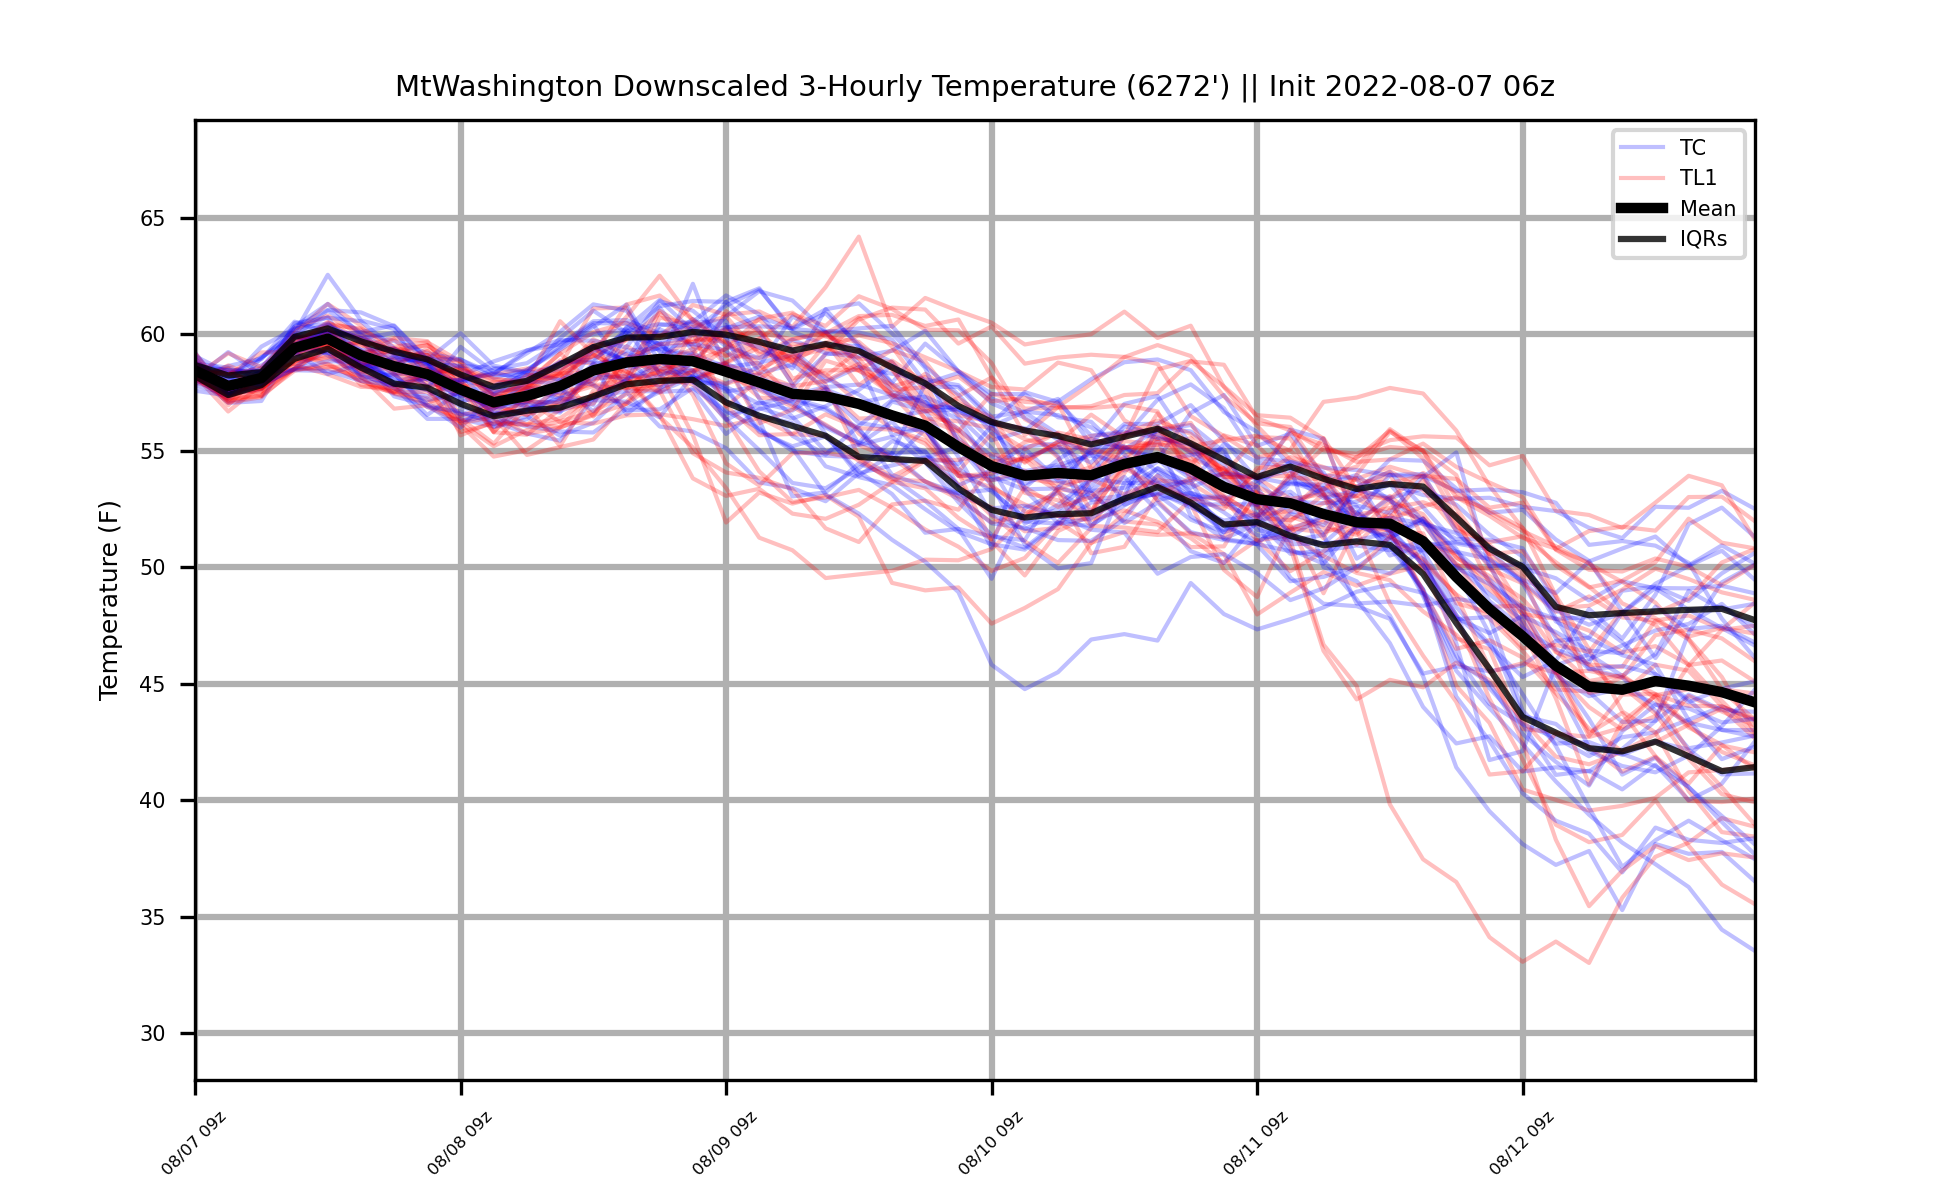 MtWashington Downscaled 3-Hourly Temperature (6272') || Init 2022-08-07 06z
TC
TL1
Mean
IQRs
Temperature (F)
65
60
55
50
45
40
35
30
08/07 09z
08/08 09z
08/09 09z
08/10 09z
08/11 09z
08/12 09z